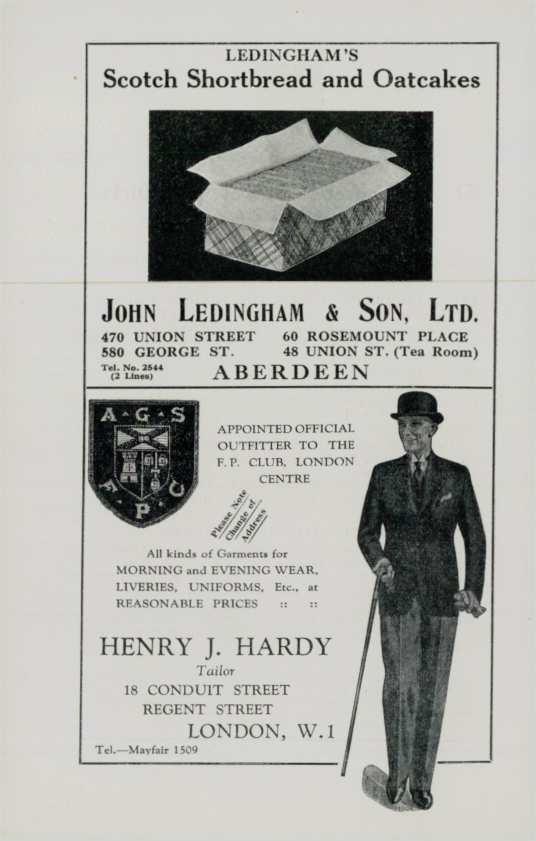 LEDINGHAM'S
Scotch Shortbread and Oatcakes
JOHN LEDINGHAM & SON, LTD.
470 UNION STREET 60 ROSEMOUNT PLACE
580 GEORGE ST. 48 UNION ST. (Tea Room)
Tel. No. 2544
(2 Lines)
ABERDEEN
A·G·S
F·P·C
APPOINTED OFFICIAL
OUTFITTER TO THE
F.P. CLUB, LONDON
CENTRE
Please Note
Change of
Address
All kinds of Garments for
MORNING and EVENING WEAR,
LIVERIES, UNIFORMS, Etc., at
REASONABLE PRICES :: ::
HENRY J. HARDY
Tailor
18 CONDUIT STREET
REGENT STREET
LONDON, W.1
Tel.—Mayfair 1509